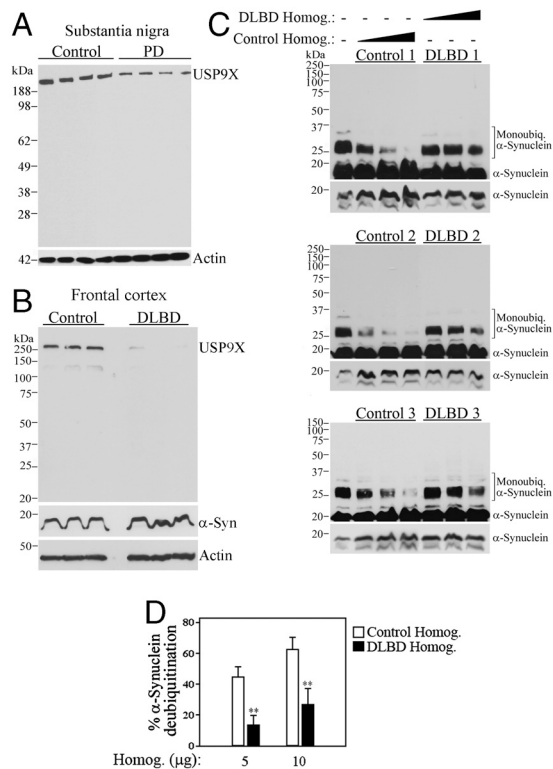 A
Substantia nigra
Control PD
kDa
USP9X
188
98
62
49
38
28
42
Actin
B
Frontal cortex
Control DLBD
kDa
250
150
100
75
50
37
25
20
USP9X
20
α-Syn
50
Actin
C
DLBD Homog.: - - - -
Control Homog.: - - - -
kDa
Control 1 DLBD 1
250
150
100
75
50
37
25
20
Monoubiq.
α-Synuclein
α-Synuclein
20
α-Synuclein
Control 2 DLBD 2
250
150
100
75
50
37
25
20
Monoubiq.
α-Synuclein
α-Synuclein
20
α-Synuclein
Control 3 DLBD 3
150
100
75
50
37
25
20
Monoubiq.
α-Synuclein
α-Synuclein
20
α-Synuclein
D
% α-Synuclein
deubiquitination
80
60
40
20
0
** **
Control Homog.
DLBD Homog.
Homog. (μg): 5 10